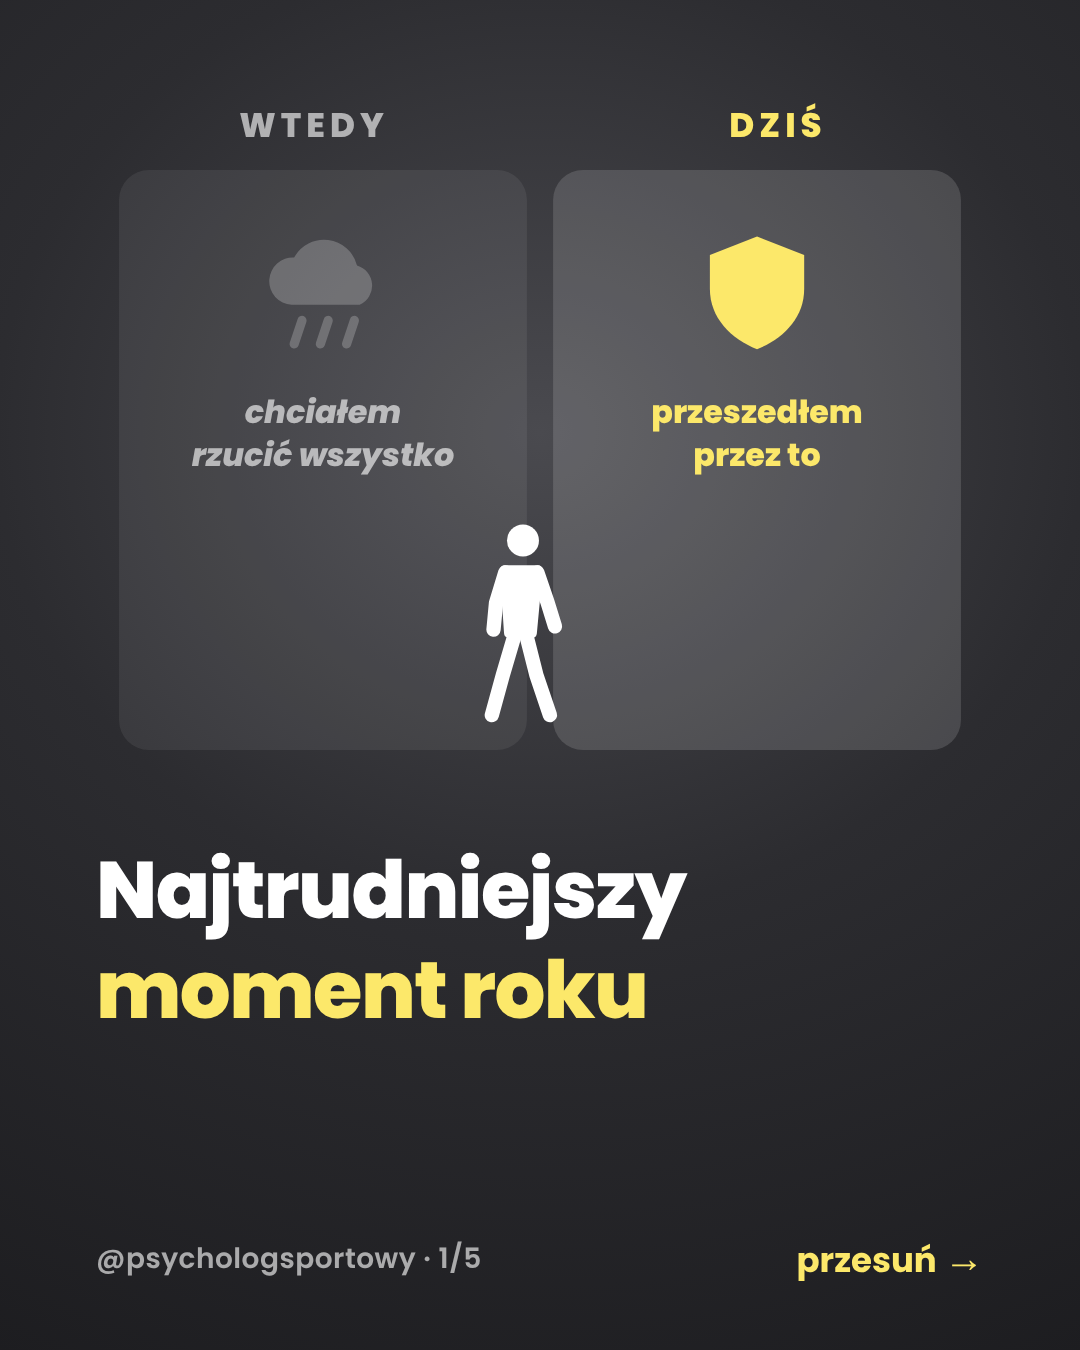 WTEDY
DZIŚ
chciałem
rzucić wszystko
przeszedłem
przez to
Najtrudniejszy
moment roku
@psychologsportowy · 1/5
przesuń →